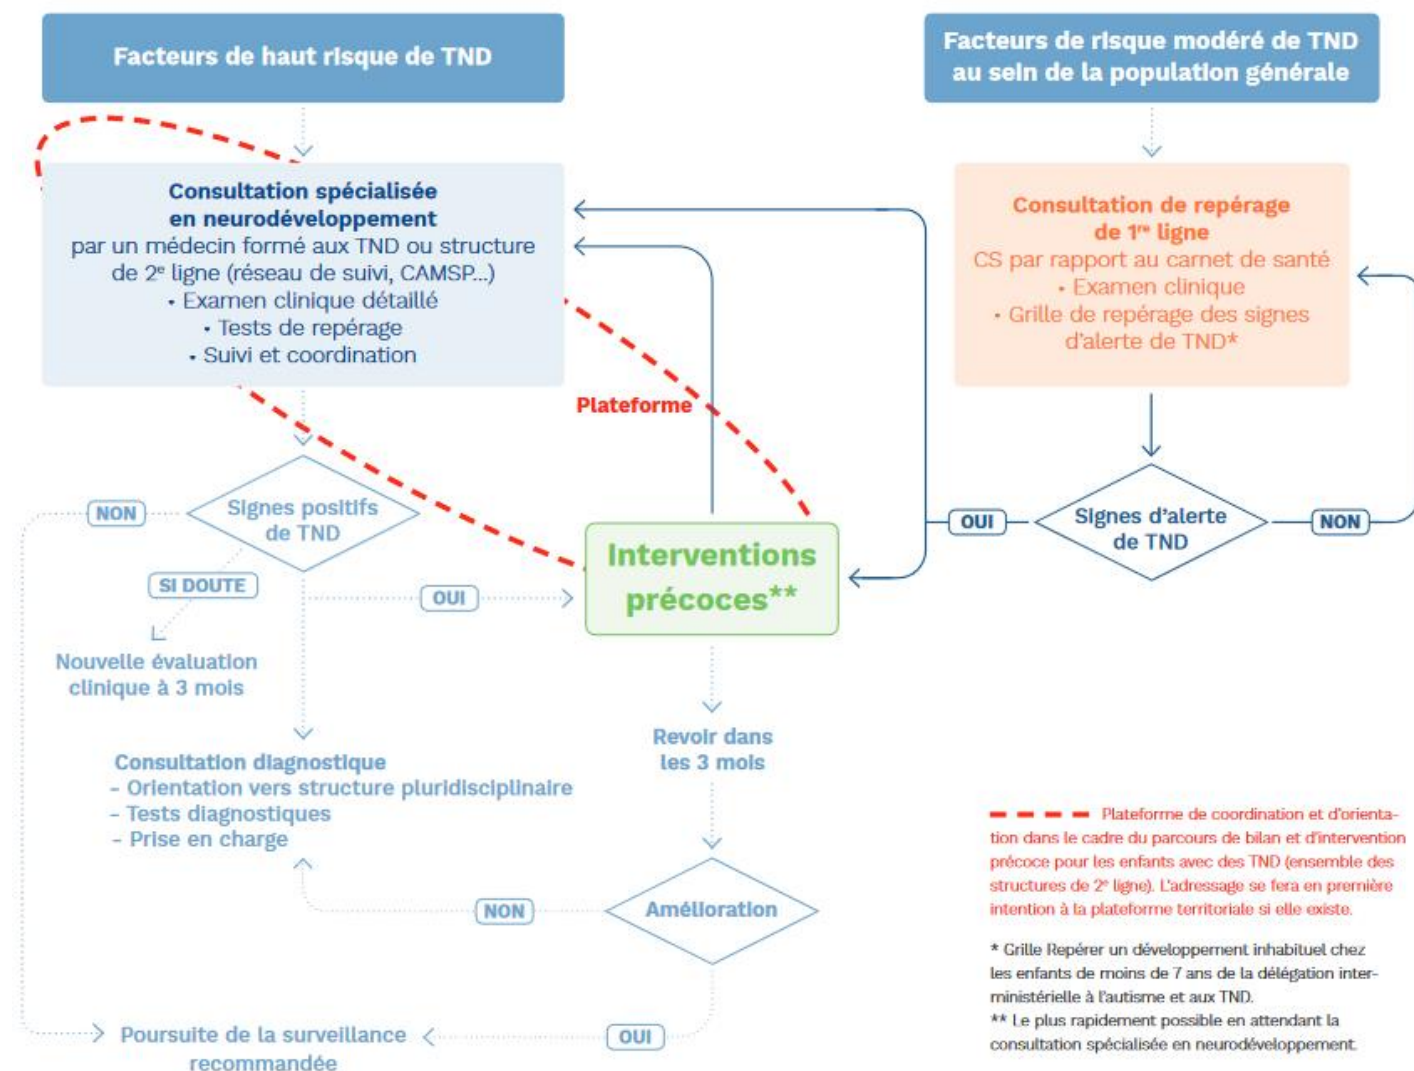 Facteurs de haut risque de TND
Facteurs de risque modéré de TND
au sein de la population générale
Consultation spécialisée
en neurodéveloppement
par un médecin formé aux TND ou structure
de 2e ligne (réseau de suivi, CAMSP...)
• Examen clinique détaillé
• Tests de repérage
• Suivi et coordination
Consultation de repérage
de 1re ligne
CS par rapport au carnet de santé
• Examen clinique
• Grille de repérage des signes
d'alerte de TND*
Plateforme
Signes positifs
de TND
NON
SI DOUTE
OUI
Interventions
précoces**
OUI
Signes d'alerte
de TND
NON
Nouvelle évaluation
clinique à 3 mois
Consultation diagnostique
- Orientation vers structure pluridisciplinaire
- Tests diagnostiques
- Prise en charge
Revoir dans
les 3 mois
NON
Amélioration
OUI
Poursuite de la surveillance
recommandée
Plateforme de coordination et d'orienta-
tion dans le cadre du parcours de bilan et d'intervention
précoce pour les enfants avec des TND (ensemble des
structures de 2e ligne). L'adressage se fera en première
intention à la plateforme territoriale si elle existe.
* Grille Repérer un développement inhabituel chez
les enfants de moins de 7 ans de la délégation inter-
ministérielle à l'autisme et aux TND.
** Le plus rapidement possible en attendant la
consultation spécialisée en neurodéveloppement.